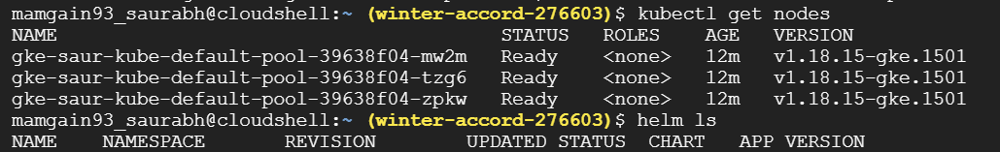 mamgain93_saurabh@cloudshell:~ (winter-accord-276603)$ kubectl get nodes
NAME STATUS ROLES AGE VERSION
gke-saur-kube-default-pool-39638f04-mw2m Ready <none> 12m v1.18.15-gke.1501
gke-saur-kube-default-pool-39638f04-tzg6 Ready <none> 12m v1.18.15-gke.1501
gke-saur-kube-default-pool-39638f04-zpkw Ready <none> 12m v1.18.15-gke.1501
mamgain93_saurabh@cloudshell:~ (winter-accord-276603)$ helm ls
NAME NAMESPACE REVISION UPDATED STATUS CHART APP VERSION